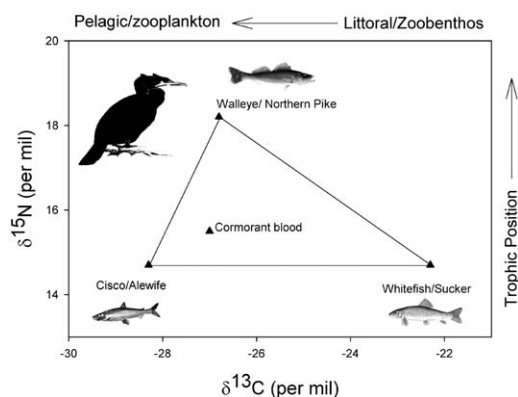 Pelagic/zooplankton
Littoral/Zoobenthos
20
18
16
14
δ15N (per mil)
Walleye/ Northern Pike
Cormorant blood
Cisco/Alewife
Whitefish/Sucker
Trophic Position
-30
-28
-26
-24
-22
δ13C (per mil)